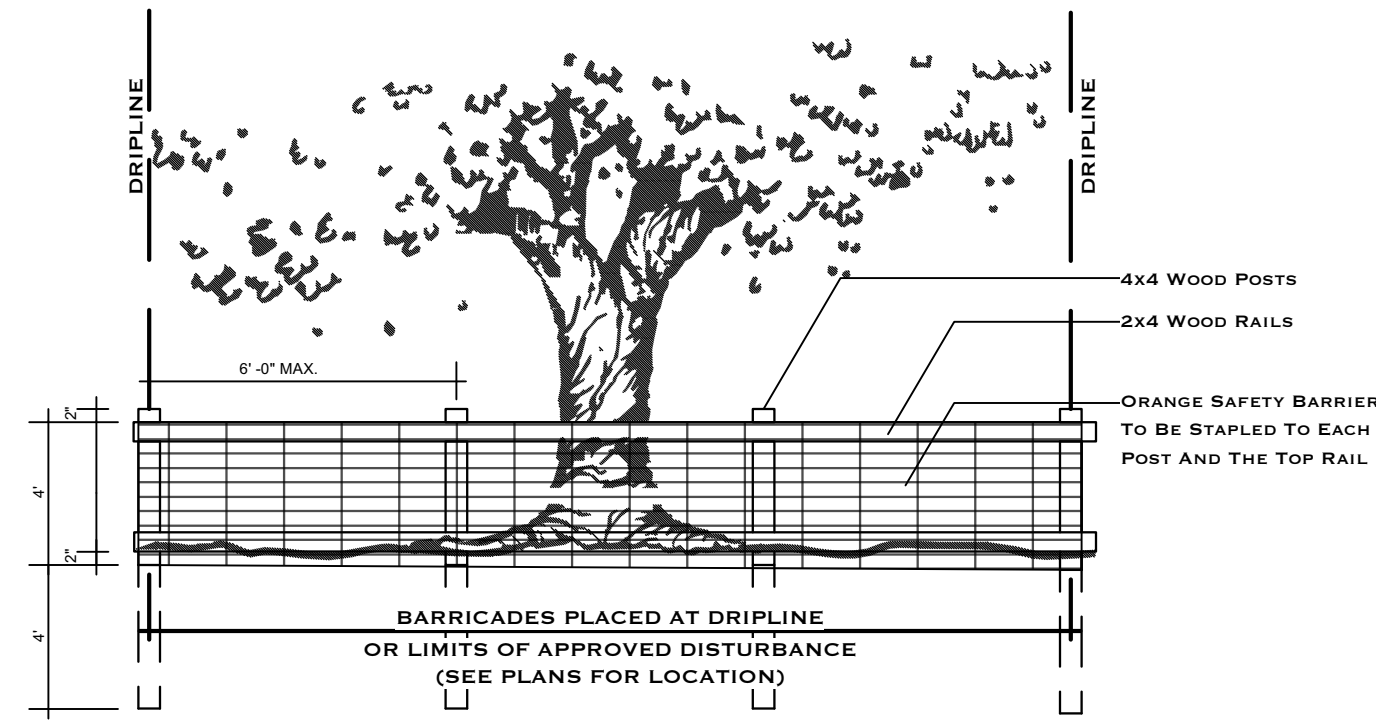 DRIPLINE
DRIPLINE
4x4 WOOD POSTS
2x4 WOOD RAILS
6' -0" MAX.
ORANGE SAFETY BARRIER
TO BE STAPLED TO EACH
POST AND THE TOP RAIL
2"
4'
2"
4'
BARRICADES PLACED AT DRIPLINE
OR LIMITS OF APPROVED DISTURBANCE
(SEE PLANS FOR LOCATION)